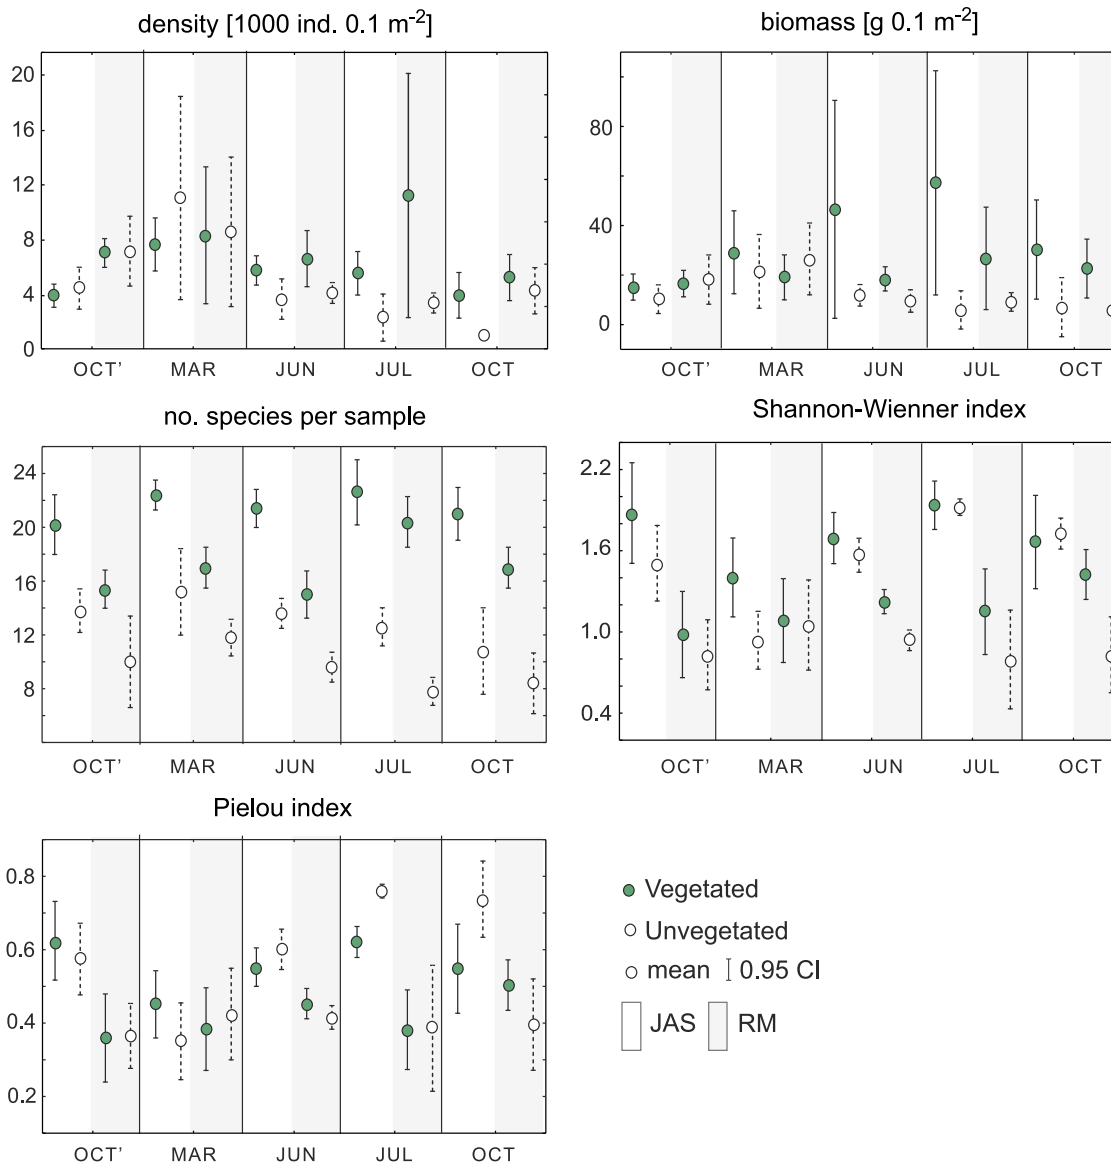 density [1000 ind. 0.1 m⁻²]
20
16
12
8
4
0
OCT' MAR JUN JUL OCT
biomass [g 0.1 m⁻²]
80
40
0
OCT' MAR JUN JUL OCT
no. species per sample
24
20
16
12
8
OCT' MAR JUN JUL OCT
Shannon-Wienner index
2.2
1.6
1.0
0.4
OCT' MAR JUN JUL OCT
Pielou index
0.8
0.6
0.4
0.2
OCT' MAR JUN JUL OCT
Vegetated
Unvegetated
mean 0.95 CI
JAS RM